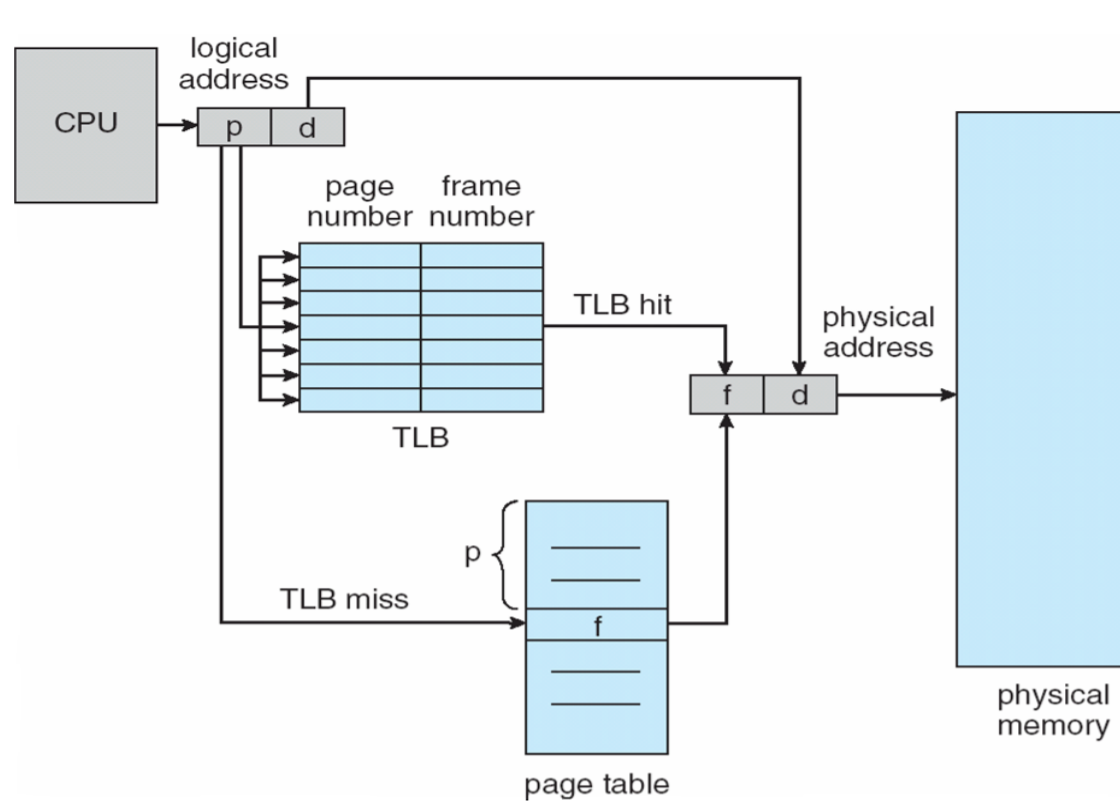 logical
address
CPU
p d
page frame
number number
TLB hit
physical
address
f d
TLB
p
TLB miss
f
physical
memory
page table